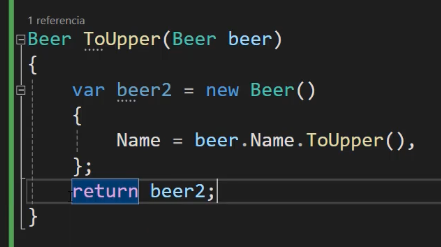 1 referencia
Beer ToUpper(Beer beer)
{
var beer2 = new Beer()
{
Name = beer.Name.ToUpper(),
};
return beer2;
}